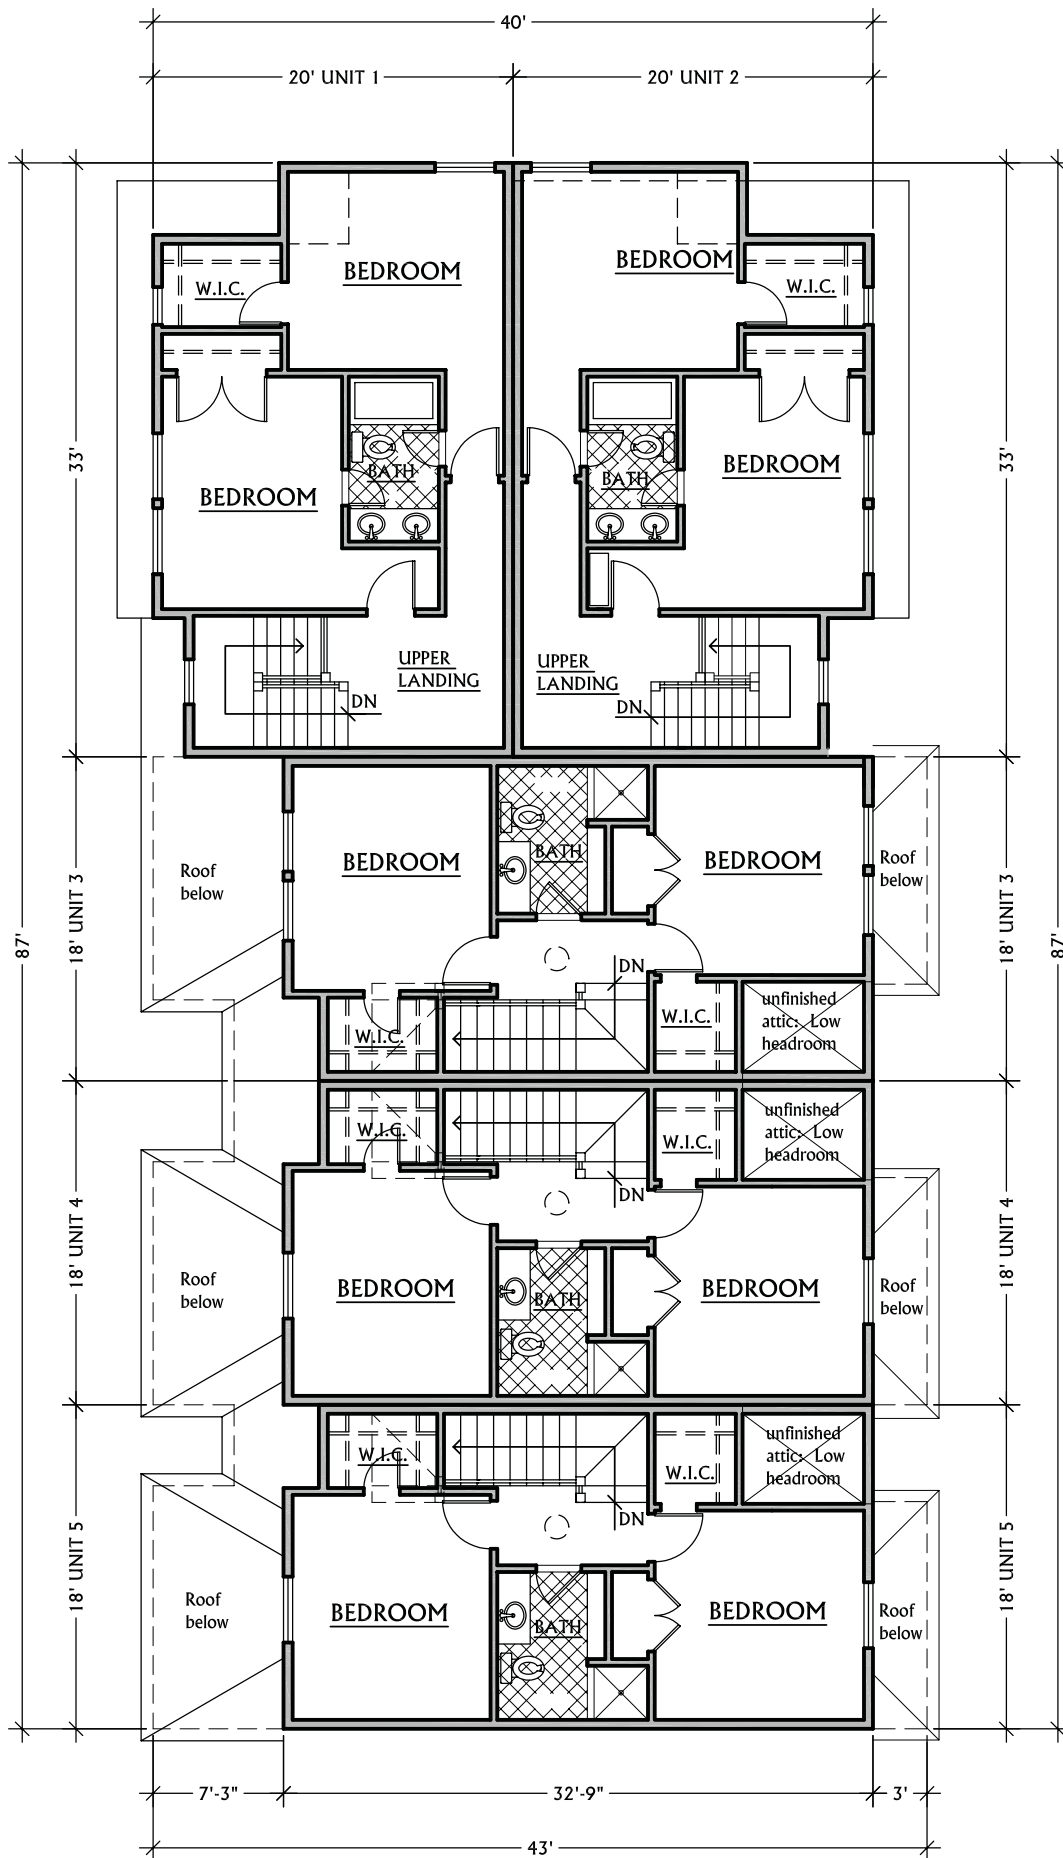 40'
20' UNIT 1
20' UNIT 2
BEDROOM
BEDROOM
W.I.C.
W.I.C.
33'
33'
BATH
BEDROOM
BATH
BEDROOM
UPPER
LANDING
UPPER
LANDING
DN
DN
Roof
below
BEDROOM
BATH
BEDROOM
Roof
below
18' UNIT 3
18' UNIT 3
87'
87'
DN
W.I.C.
W.I.C.
unfinished
attic: Low
headroom
W.I.C.
W.I.C.
unfinished
attic: Low
headroom
DN
18' UNIT 4
18' UNIT 4
Roof
below
BEDROOM
BATH
BEDROOM
Roof
below
W.I.C.
W.I.C.
unfinished
attic: Low
headroom
DN
18' UNIT 5
18' UNIT 5
Roof
below
BEDROOM
BATH
BEDROOM
Roof
below
7'-3"
32'-9"
3'
43'